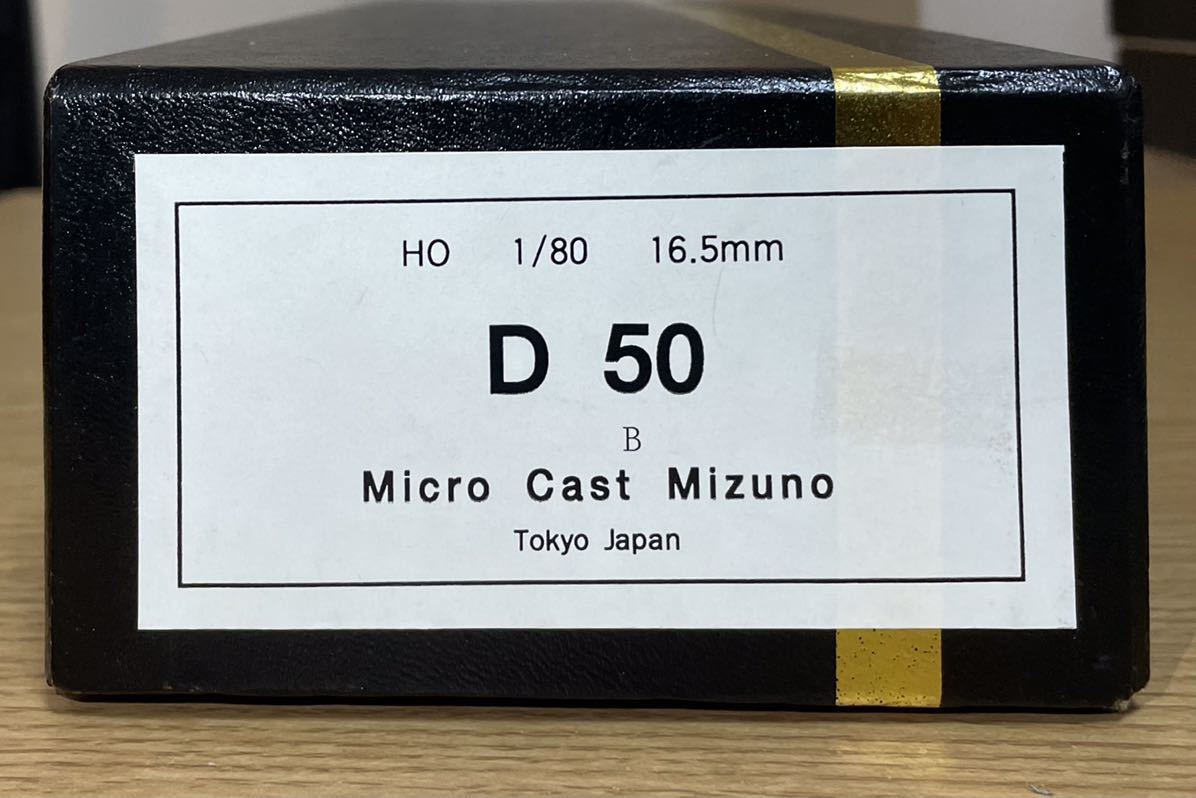 HO 1/80 16.5mm
D 50
B
Micro Cast Mizuno
Tokyo Japan